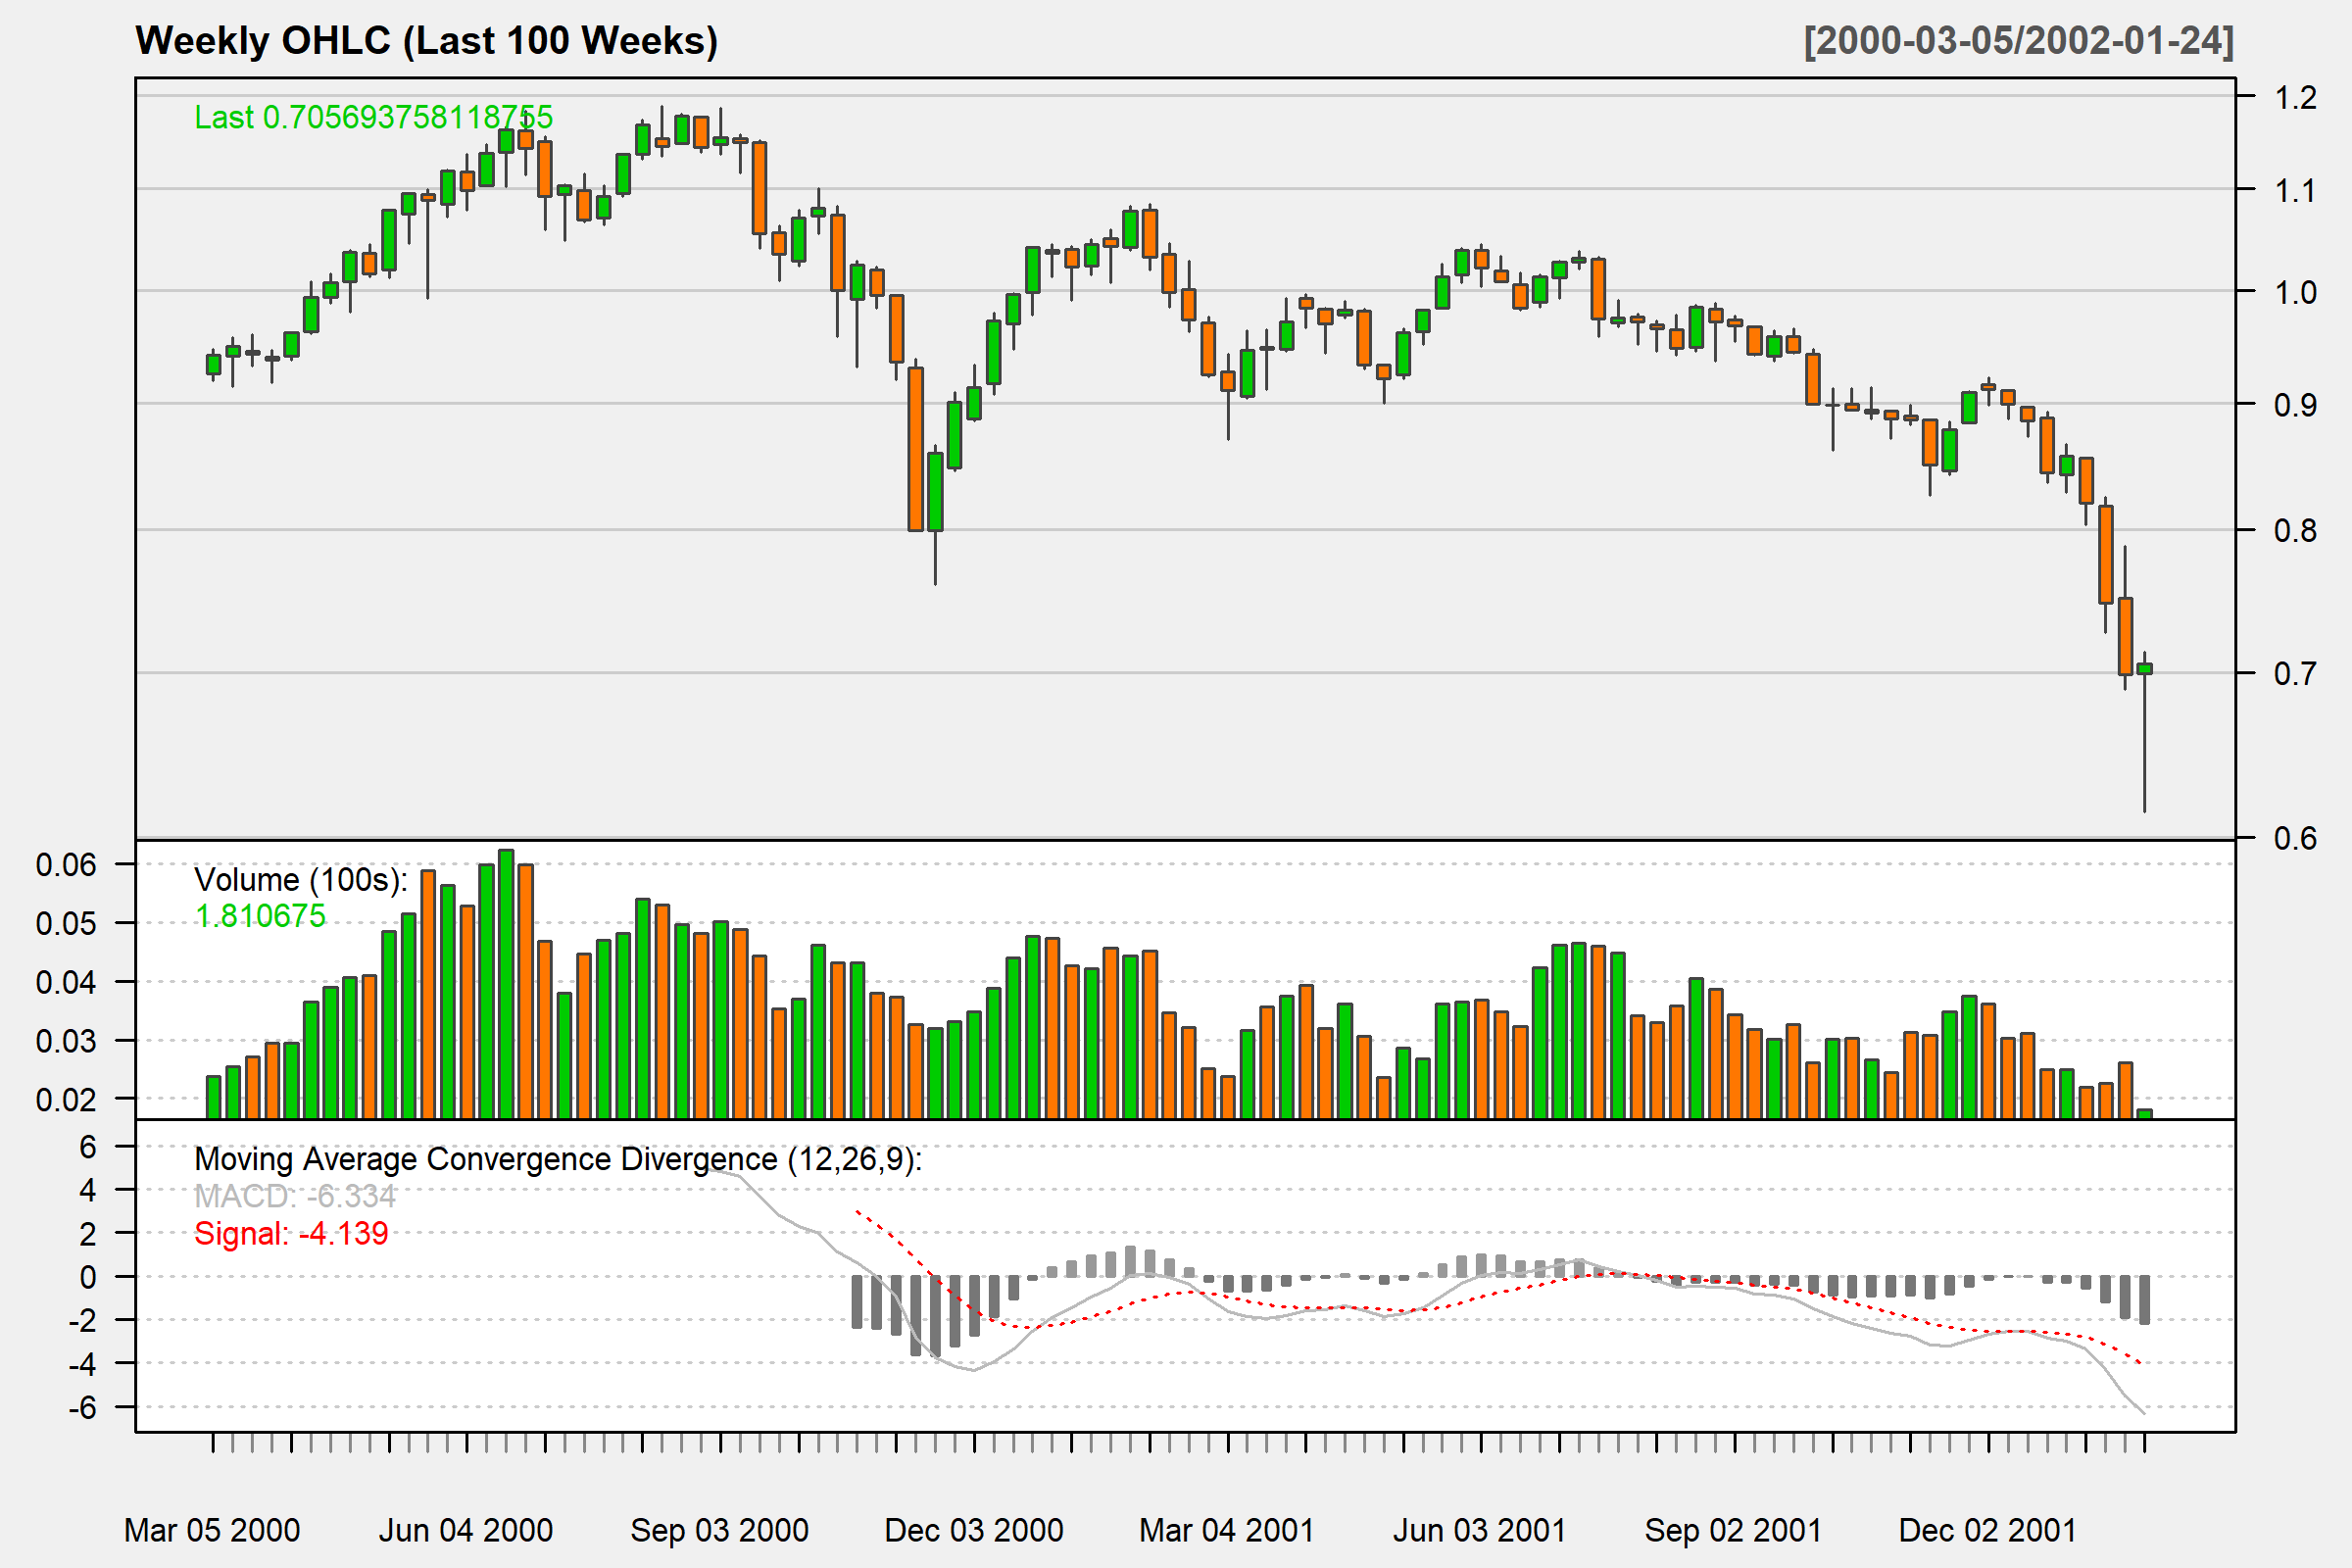 Weekly OHLC (Last 100 Weeks)
[2000-03-05/2002-01-24]
Last 0.705693758118755
1.2
1.1
1.0
0.9
0.8
0.7
0.6
0.06
0.05
0.04
0.03
0.02
Volume (100s):
1.810675
6
4
2
0
-2
-4
-6
Moving Average Convergence Divergence (12,26,9):
MACD: -6.334
Signal: -4.139
Mar 05 2000
Jun 04 2000
Sep 03 2000
Dec 03 2000
Mar 04 2001
Jun 03 2001
Sep 02 2001
Dec 02 2001